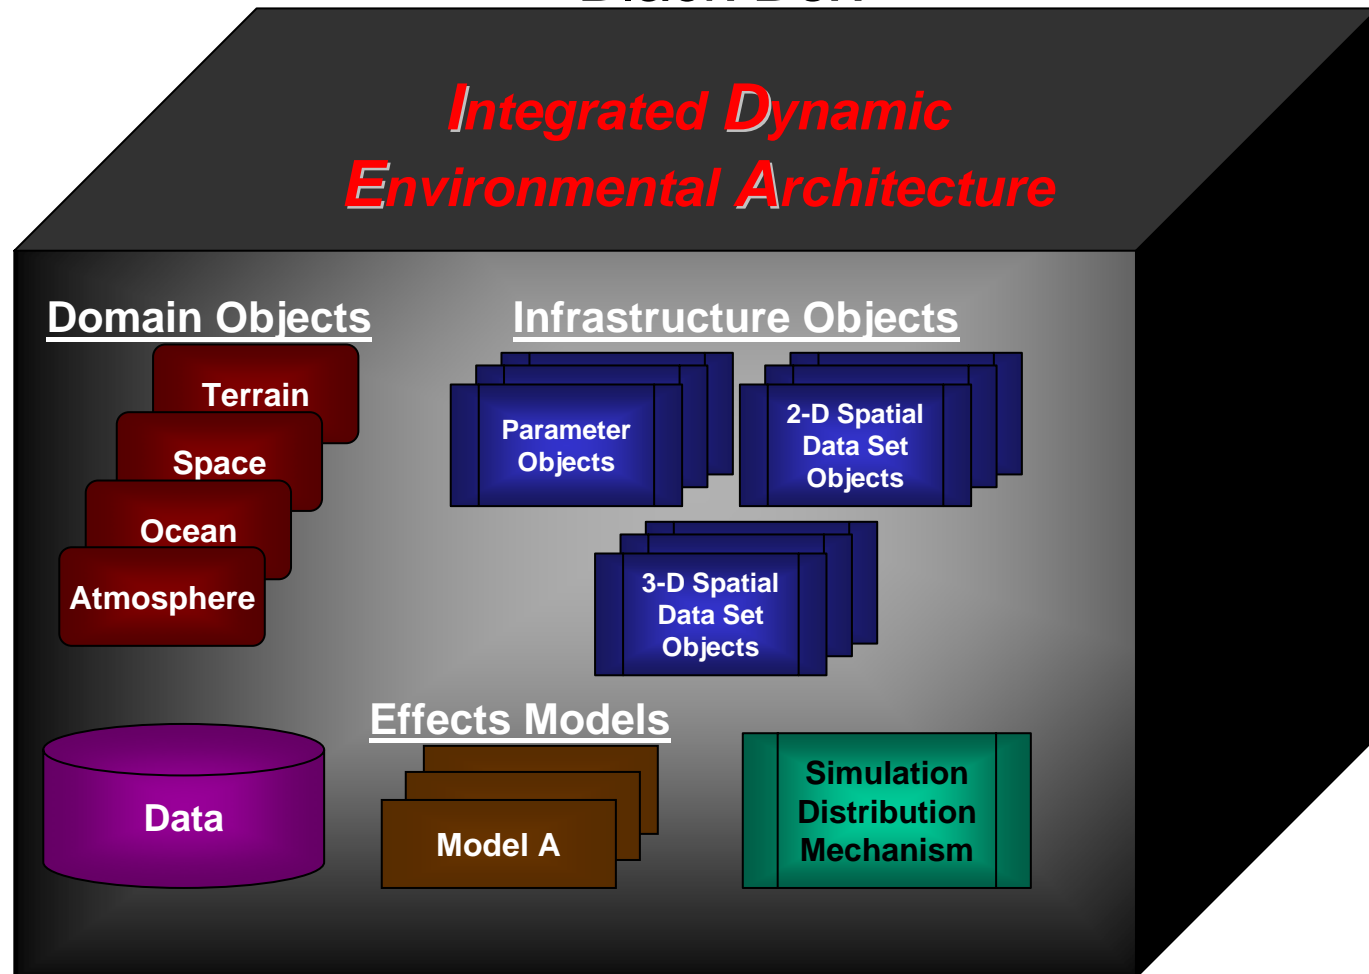 Integrated Dynamic
Environmental Architecture
Domain Objects
Terrain
Space
Ocean
Atmosphere
Infrastructure Objects
Parameter
Objects
2-D Spatial
Data Set
Objects
3-D Spatial
Data Set
Objects
Effects Models
Data
Model A
Simulation
Distribution
Mechanism